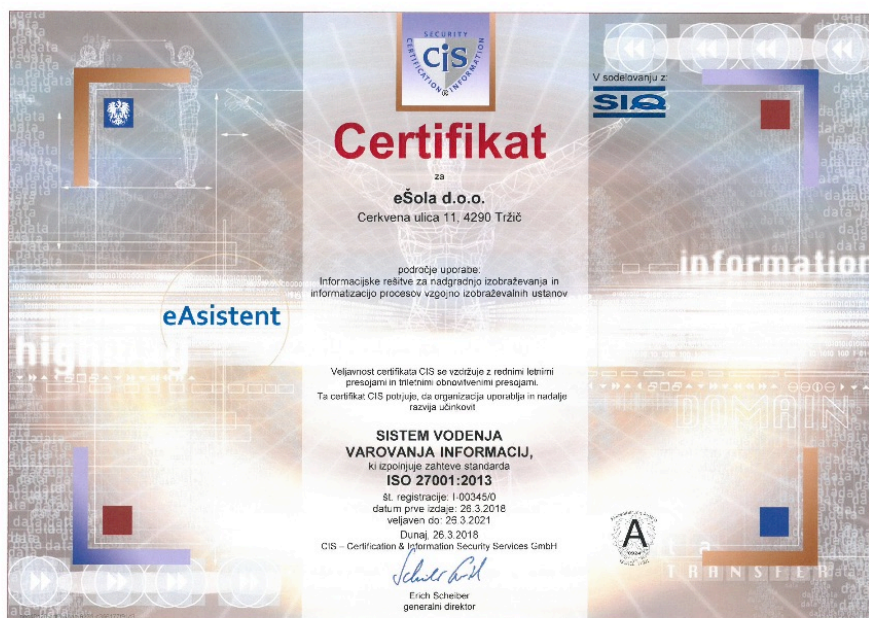 SECURITY
CERTIFICATION & INFORMATION
CiS
V sodelovanju z:
SIQ
Certifikat
za
eŠola d.o.o.
Cerkvena ulica 11, 4290 Tržič
information
področje uporabe:
Informacijske rešitve za nadgradnjo izobraževanja in
informatizacijo procesov vzgojno izobraževalnih ustanov
eAsistent
highway
Veljavnost certifikata CIS se vzdržuje z rednimi letnimi
presojami in triletnimi obnovitvenimi presojami.
Ta certifikat CIS potrjuje, da organizacija uporablja in nadalje
razvija učinkovit
DOMAIN
SISTEM VODENJA
VAROVANJA INFORMACIJ,
ki izpolnjuje zahteve standarda
ISO 27001:2013
št. registracije: I-00345/0
datum prve izdaje: 26.3.2018
veljaven do: 26.3.2021
Dunaj, 26.3.2018
CIS – Certification & Information Security Services GmbH
A
TRANSFER
Erich Scheiber
generalni direktor